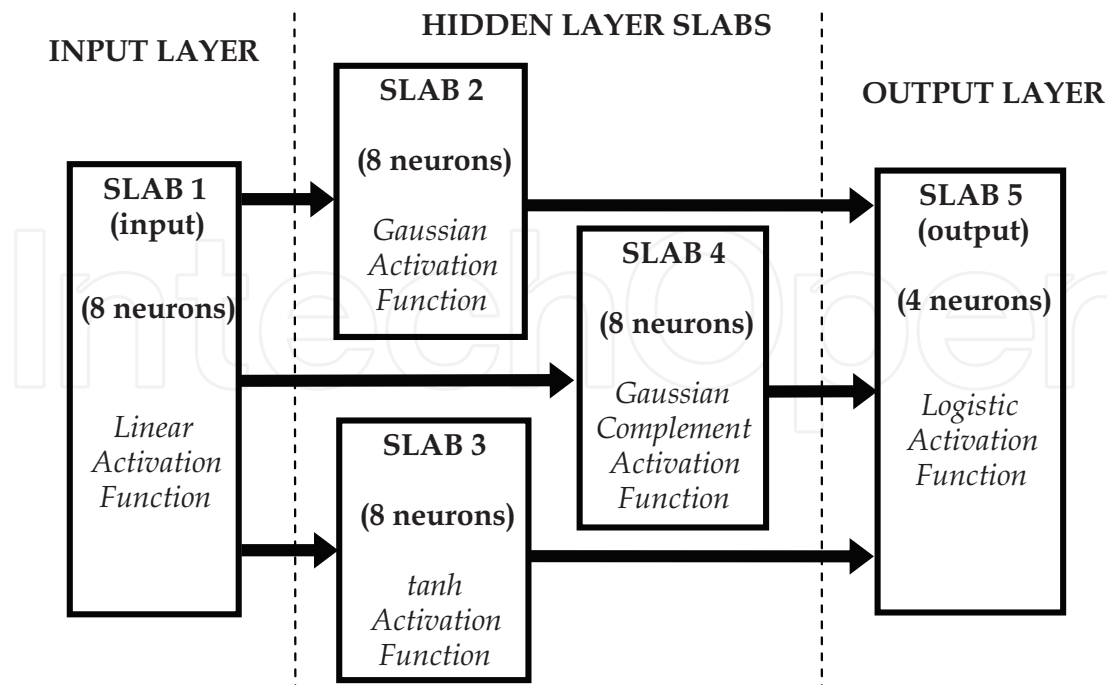 INPUT LAYER
HIDDEN LAYER SLABS
OUTPUT LAYER
SLAB 1
(input)
(8 neurons)
Linear
Activation
Function
SLAB 2
(8 neurons)
Gaussian
Activation
Function
SLAB 3
(8 neurons)
tanh
Activation
Function
SLAB 4
(8 neurons)
Gaussian
Complement
Activation
Function
SLAB 5
(output)
(4 neurons)
Logistic
Activation
Function
IntechOpen